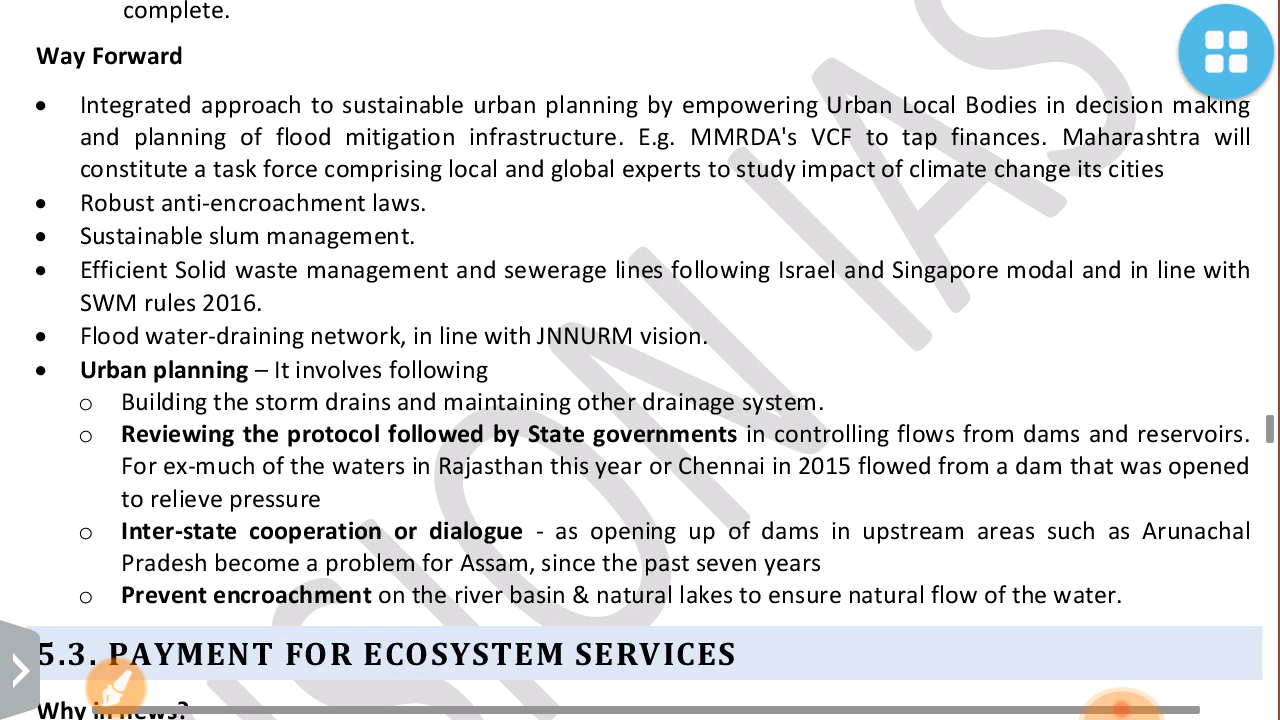 complete.
Way Forward
• Integrated approach to sustainable urban planning by empowering Urban Local Bodies in decision making
and planning of flood mitigation infrastructure. E.g. MMRDA's VCF to tap finances. Maharashtra will
constitute a task force comprising local and global experts to study impact of climate change its cities
• Robust anti-encroachment laws.
• Sustainable slum management.
• Efficient Solid waste management and sewerage lines following Israel and Singapore modal and in line with
SWM rules 2016.
• Flood water-draining network, in line with JNNURM vision.
• Urban planning – It involves following
o Building the storm drains and maintaining other drainage system.
o Reviewing the protocol followed by State governments in controlling flows from dams and reservoirs.
For ex-much of the waters in Rajasthan this year or Chennai in 2015 flowed from a dam that was opened
to relieve pressure
o Inter-state cooperation or dialogue - as opening up of dams in upstream areas such as Arunachal
Pradesh become a problem for Assam, since the past seven years
o Prevent encroachment on the river basin & natural lakes to ensure natural flow of the water.
5.3. PAYMENT FOR ECOSYSTEM SERVICES
Why in news?
ISION IAS